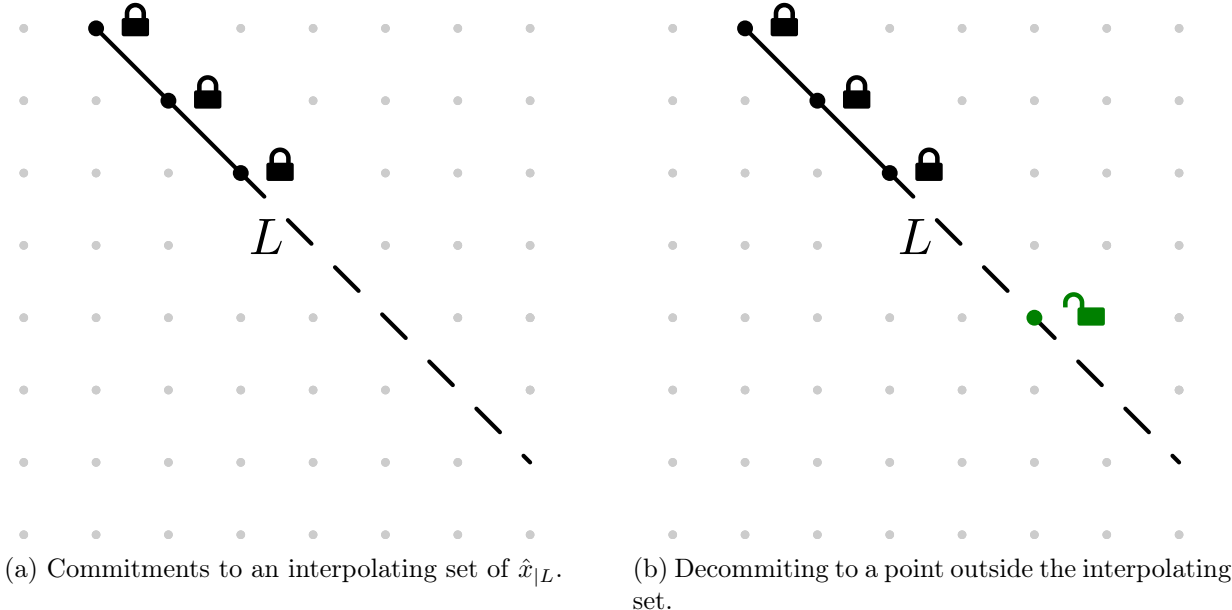 L
L
(a) Commitments to an interpolating set of x̂|L.
(b) Decommiting to a point outside the interpolating
set.